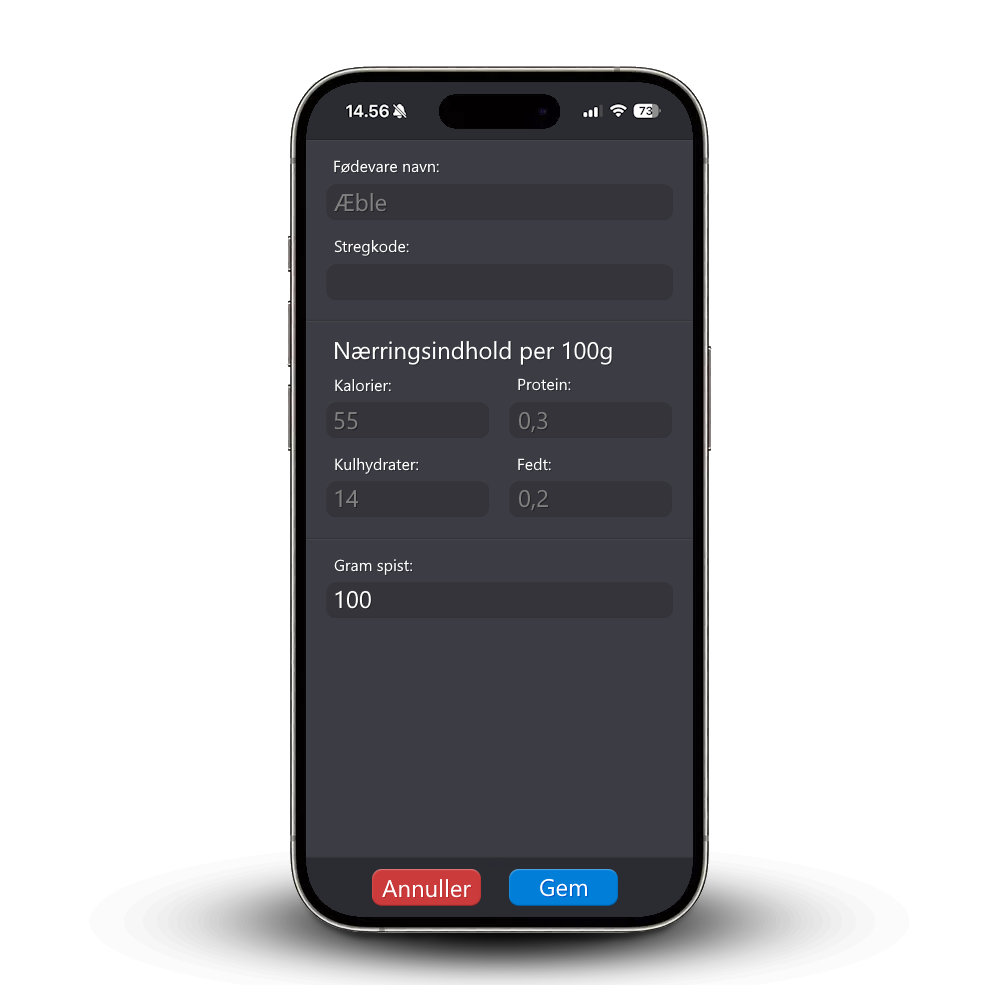 14.56
73
Fødevare navn:
Æble
Stregkode:
Nærringsindhold per 100g
Kalorier: Protein:
55 0,3
Kulhydrater: Fedt:
14 0,2
Gram spist:
100
Annuller Gem